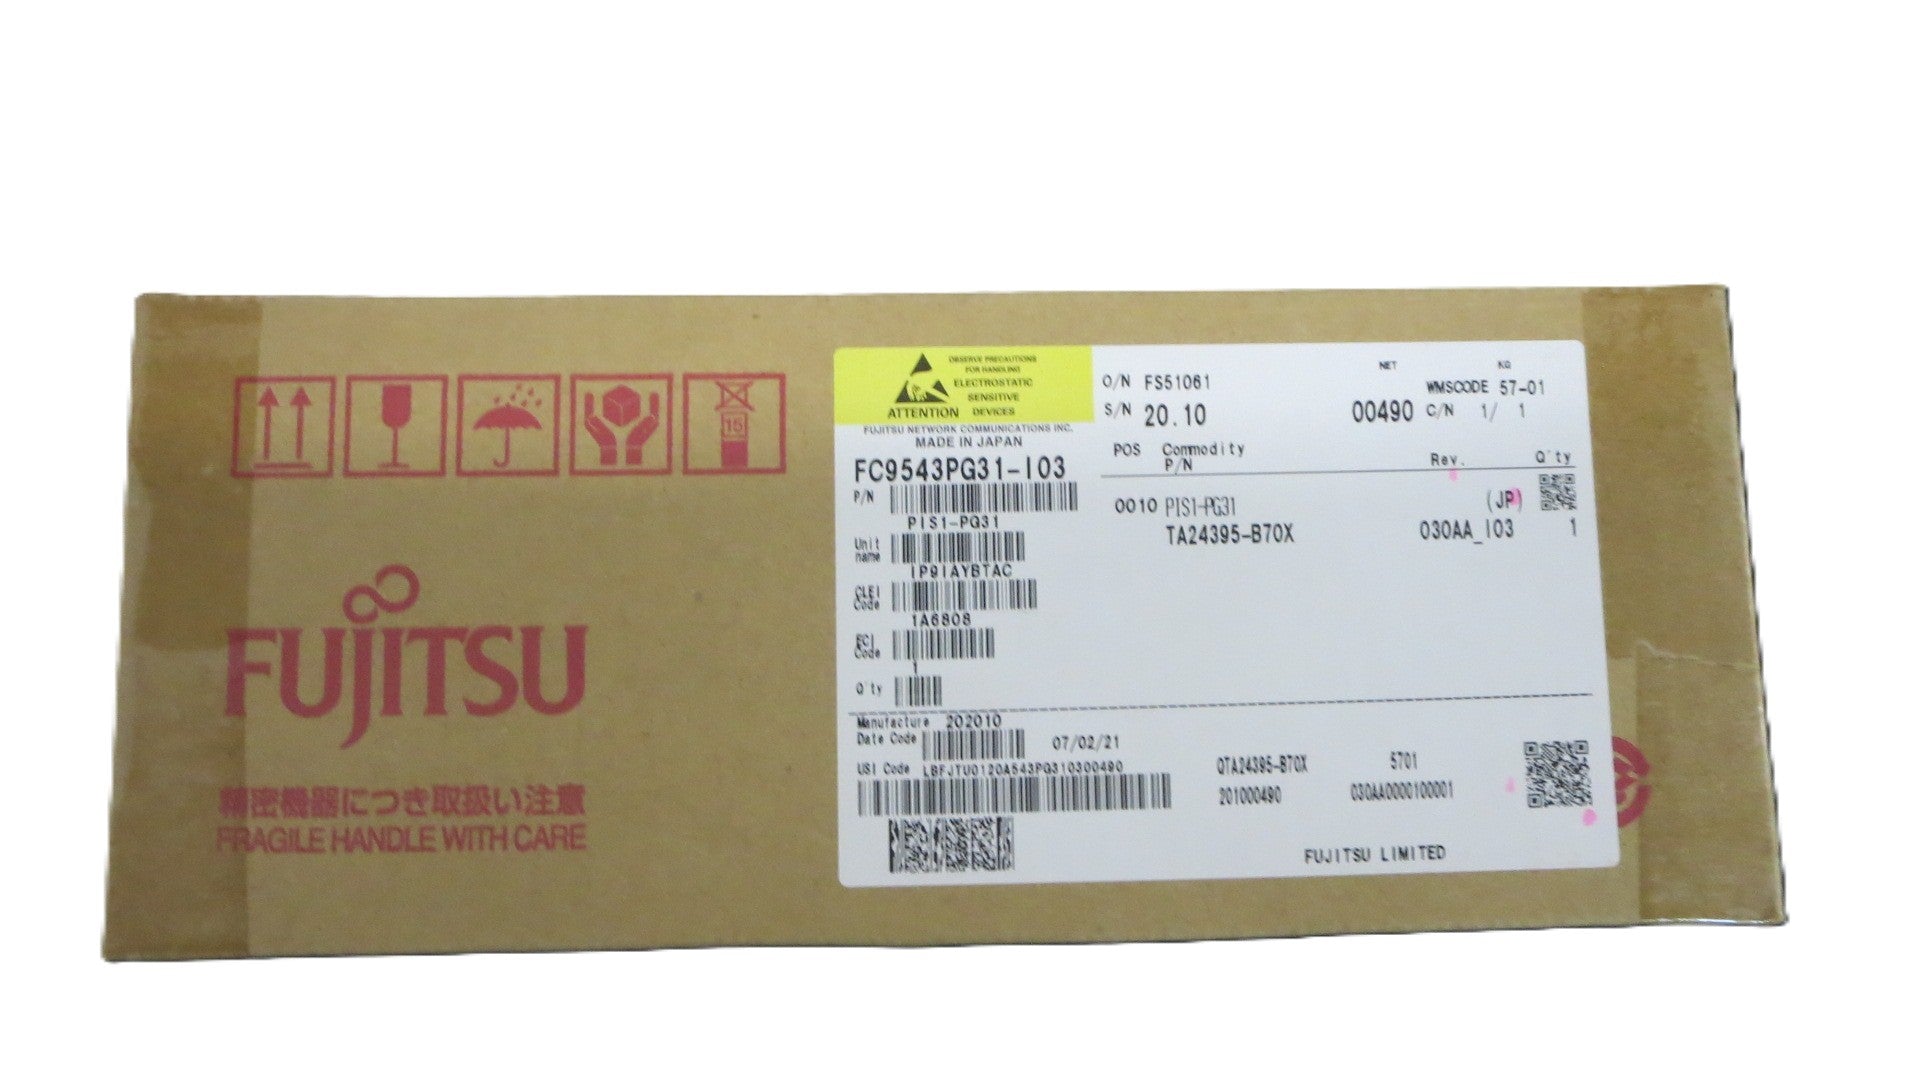 15
FUJITSU
精密機器につき取扱い注意
FRAGILE HANDLE WITH CARE
OBSERVE PRECAUTIONS
FOR HANDLING
ELECTROSTATIC
SENSITIVE
DEVICES
ATTENTION
FUJITSU NETWORK COMMUNICATIONS INC.
MADE IN JAPAN
FC9543PG31-I03
P/N
PIS1-PG31
Unit
name
IP9IAYBTAC
CLEI
Code
1A6808
ECI
Code
1
Q'ty
O/N FS51061
S/N 20.10 00490
NET KG
WMSCODE 57-01
C/N 1/ 1
POS Commodity
P/N Rev. Q'ty
0010 PIS1-PG31 (JP)
TA24395-B70X 030AA_I03 1
Manufacture 202010
Date Code 07/02/21
USI Code LBFJTU0120A543PG310300490
QTA24395-B70X 5701
201000490 030AA0000100001
FUJITSU LIMITED